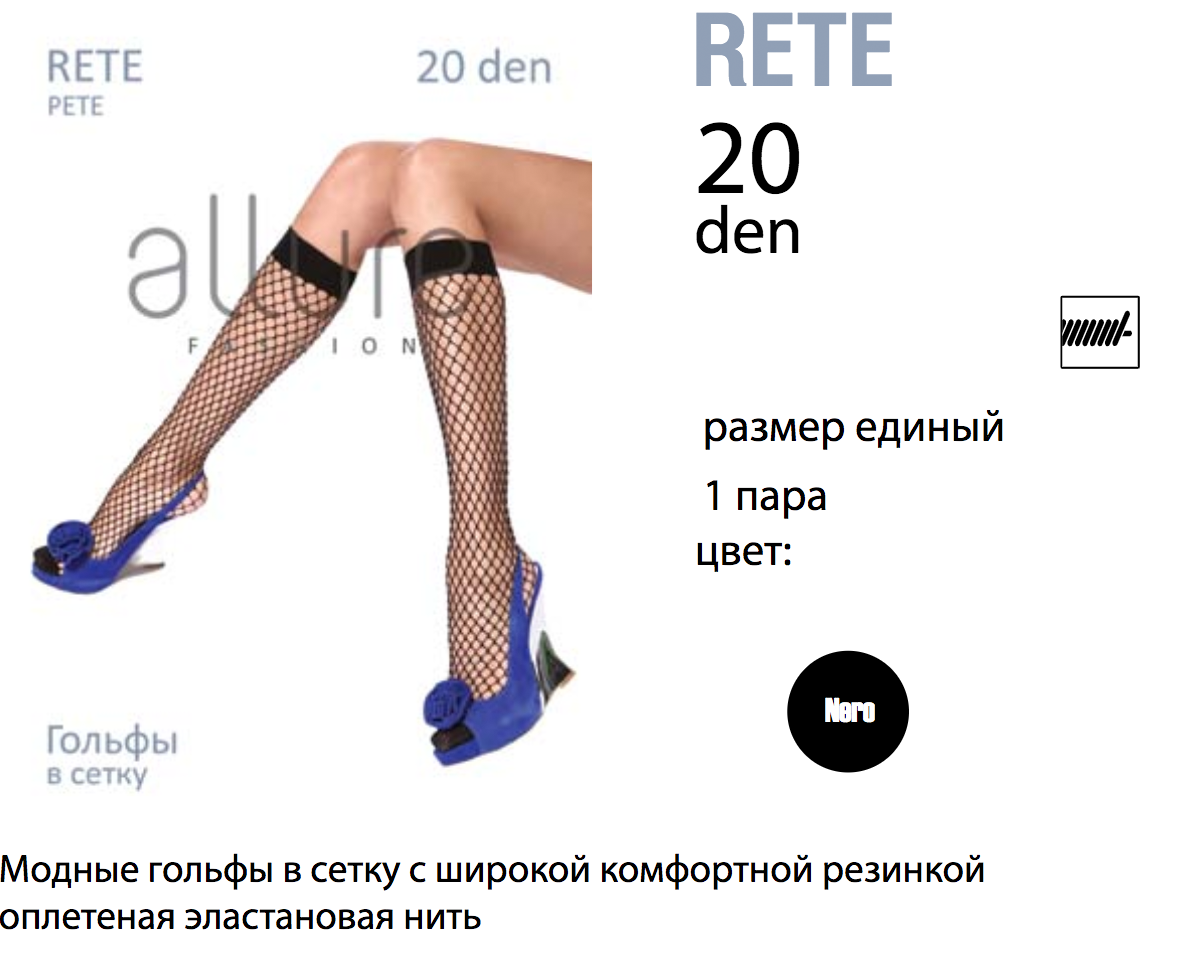 RETE
РЕТЕ
20 den
allure
FASHION
Гольфы
в сетку
RETE
20
den
размер единый
1 пара
цвет:
Nero
Модные гольфы в сетку с широкой комфортной резинкой
оплетеная эластановая нить